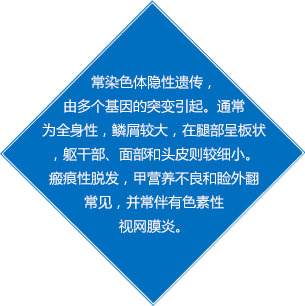 常染色体隐性遗传，
由多个基因的突变引起。通常
为全身性，鳞屑较大，在腿部呈板状
，躯干部、面部和头皮则较细小。
瘢痕性脱发，甲营养不良和睑外翻
常见，并常伴有色素性
视网膜炎。